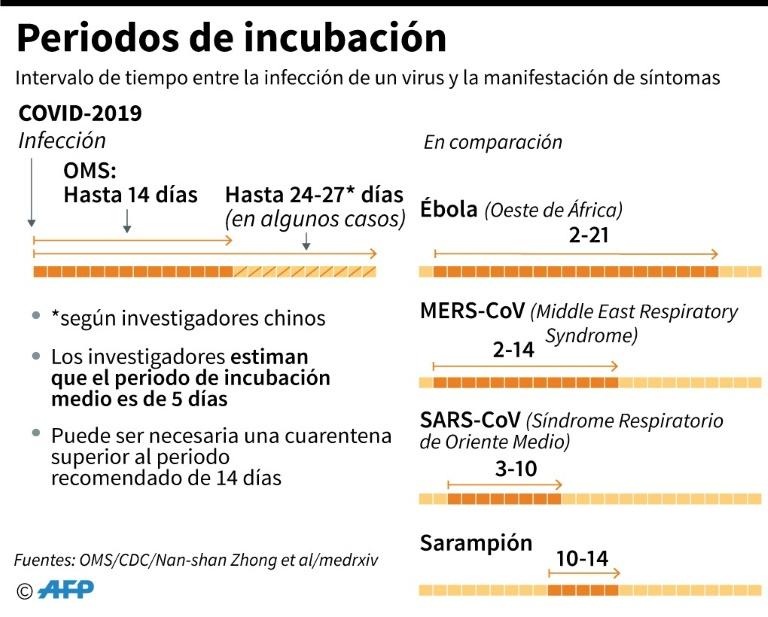 Periodos de incubación
Intervalo de tiempo entre la infección de un virus y la manifestación de síntomas
COVID-2019
Infección
OMS:
Hasta 14 días
Hasta 24-27* días
(en algunos casos)
*según investigadores chinos
Los investigadores estiman
que el periodo de incubación
medio es de 5 días
Puede ser necesaria una cuarentena
superior al periodo
recomendado de 14 días
En comparación
Ébola (Oeste de África)
2-21
MERS-CoV (Middle East Respiratory
Syndrome)
2-14
SARS-CoV (Síndrome Respiratorio
de Oriente Medio)
3-10
Sarampión
10-14
Fuentes: OMS/CDC/Nan-shan Zhong et al/medrxiv
© AFP